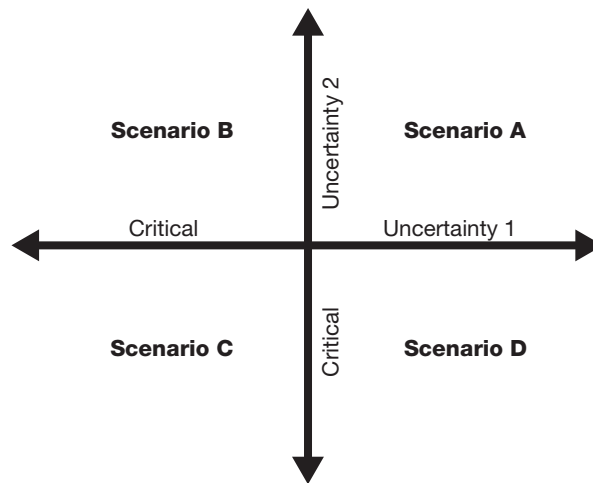 Uncertainty 2
Scenario B
Scenario A
Critical
Uncertainty 1
Scenario C
Critical
Scenario D